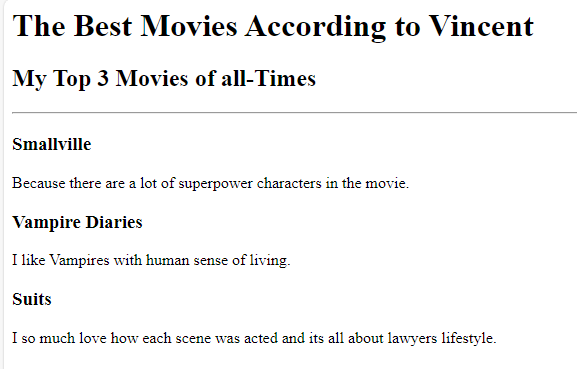 The Best Movies According to Vincent
My Top 3 Movies of all-Times
Smallville
Because there are a lot of superpower characters in the movie.
Vampire Diaries
I like Vampires with human sense of living.
Suits
I so much love how each scene was acted and its all about lawyers lifestyle.